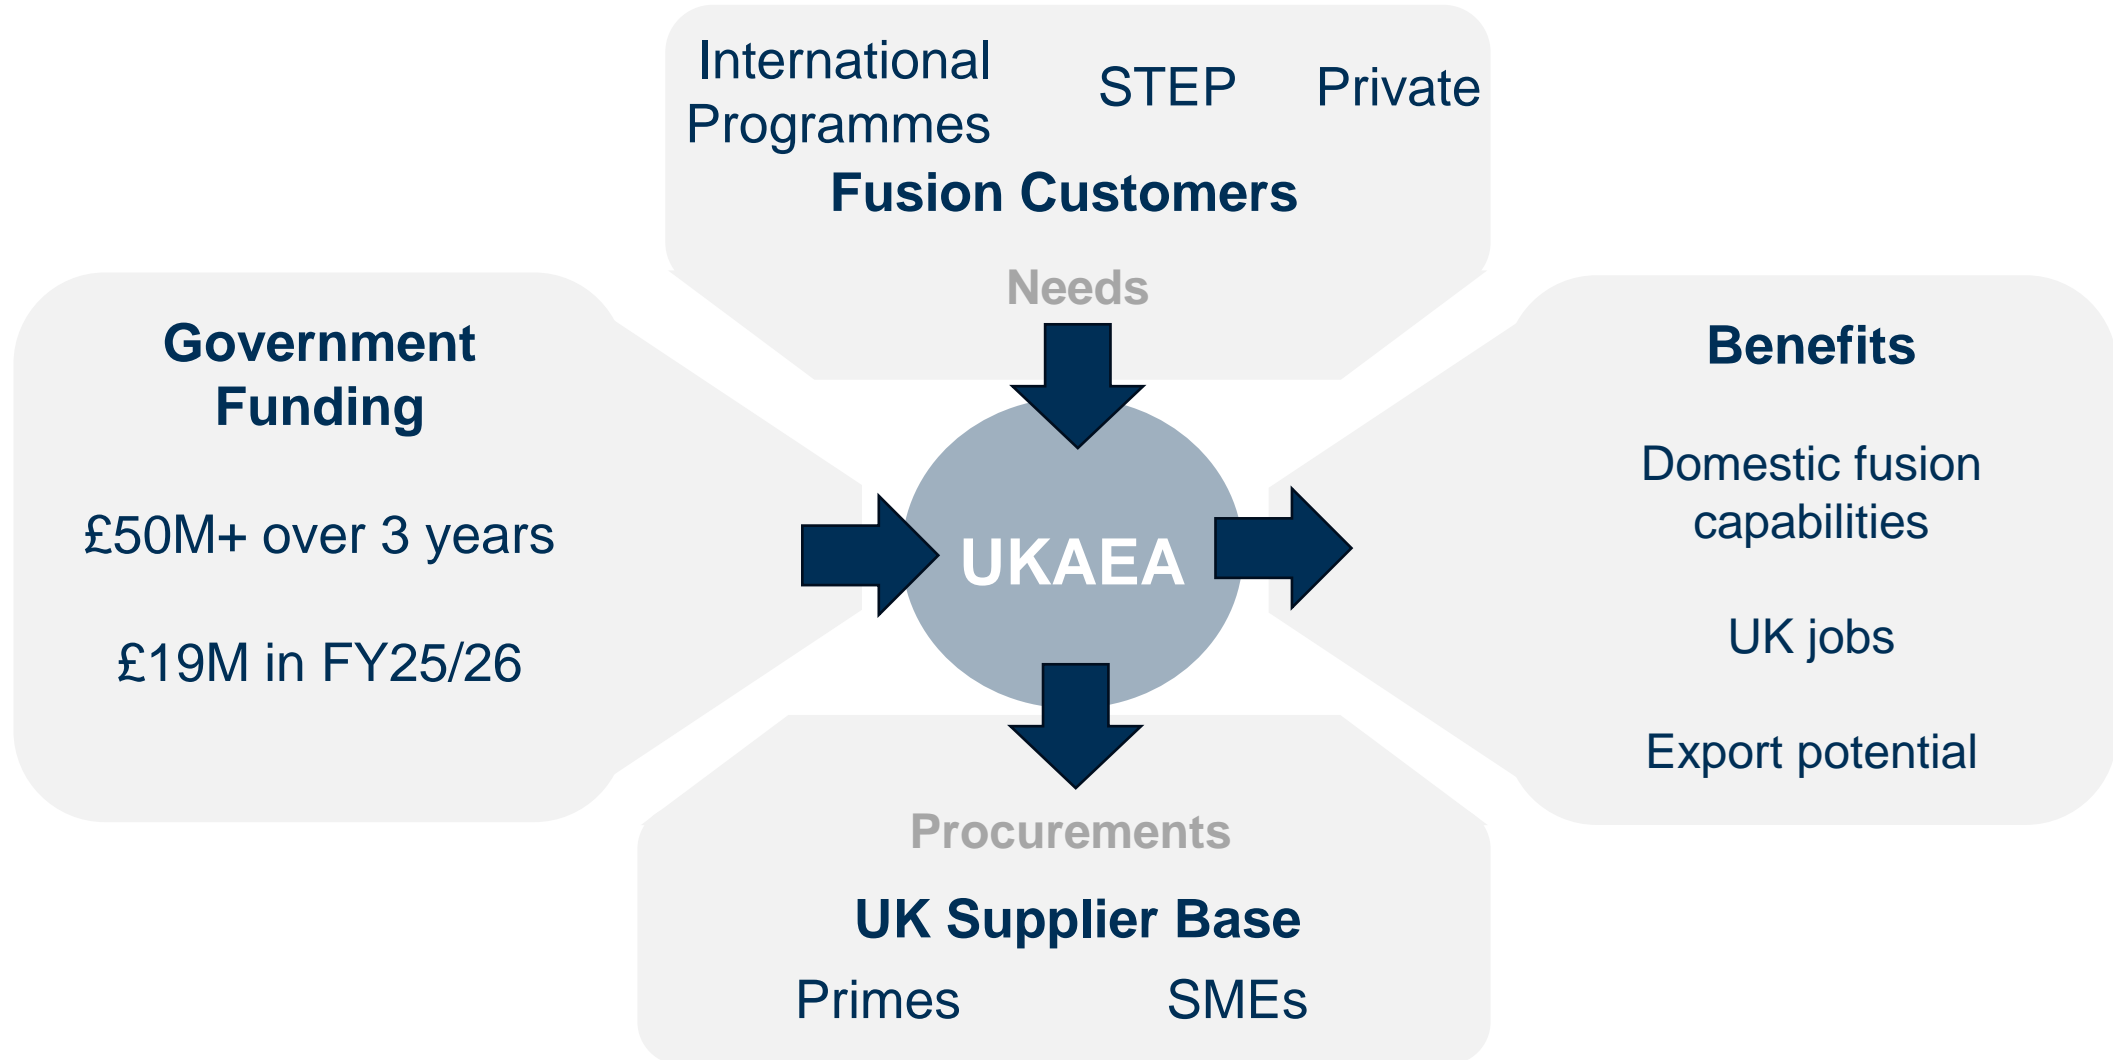 International
Programmes
STEP
Private
Fusion Customers
Needs
Government
Funding
£50M+ over 3 years
£19M in FY25/26
UKAEA
Benefits
Domestic fusion
capabilities
UK jobs
Export potential
Procurements
UK Supplier Base
Primes
SMEs